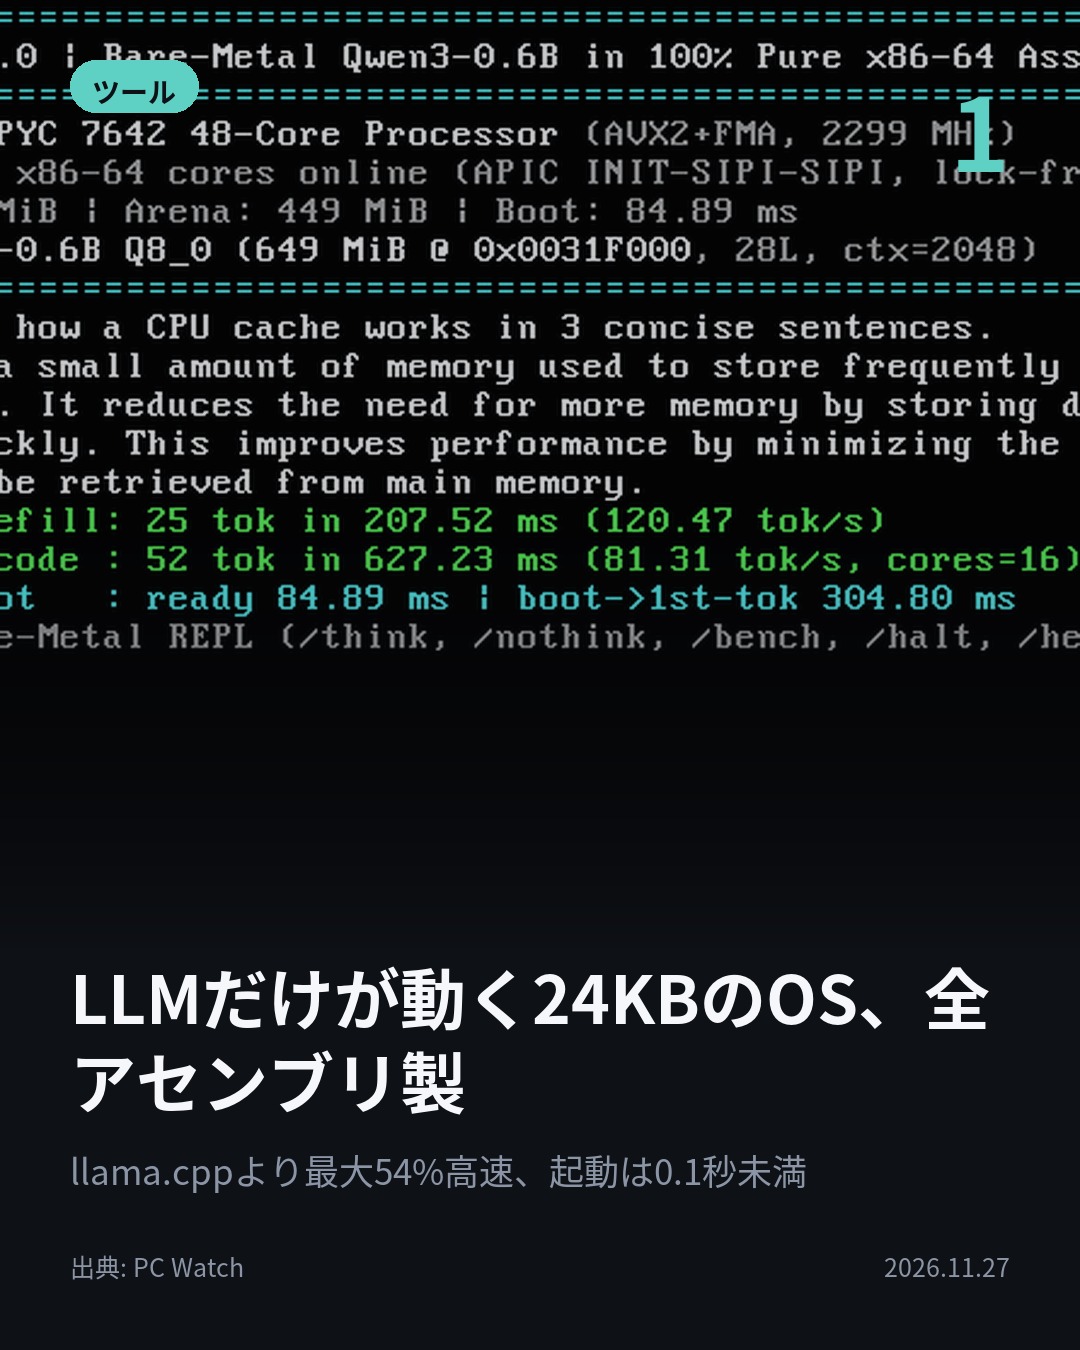 .0 ¦ Bare-Metal Qwen3-0.6B in 100% Pure x86-64 Ass
ツール
1
PYC 7642 48-Core Processor (AVX2+FMA, 2299 MHz)
x86-64 cores online (APIC INIT-SIPI-SIPI, lock-fr
MiB ¦ Arena: 449 MiB ¦ Boot: 84.89 ms
-0.6B Q8_0 (649 MiB @ 0x0031F000, 28L, ctx=2048)
how a CPU cache works in 3 concise sentences.
a small amount of memory used to store frequently
. It reduces the need for more memory by storing d
ckly. This improves performance by minimizing the
be retrieved from main memory.
efill: 25 tok in 207.52 ms (120.47 tok/s)
code : 52 tok in 627.23 ms (81.31 tok/s, cores=16)
ot : ready 84.89 ms ¦ boot->1st-tok 304.80 ms
e-Metal REPL (/think, /nothink, /bench, /halt, /he
LLMだけが動く24KBのOS、全
アセンブリ製
llama.cppより最大54%高速、起動は0.1秒未満
出典: PC Watch
2026.11.27